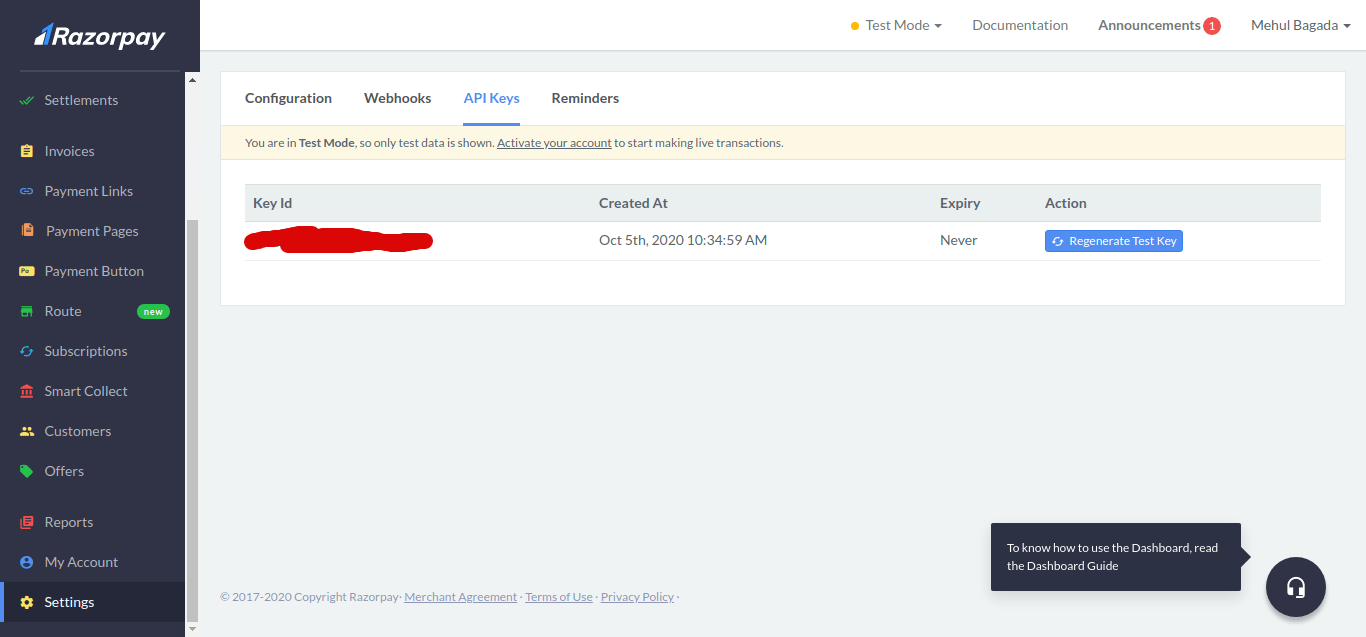 Razorpay
Test Mode
Documentation
Announcements 1
Mehul Bagada
Settlements
Invoices
Payment Links
Payment Pages
Payment Button
Route new
Subscriptions
Smart Collect
Customers
Offers
Reports
My Account
Settings
Configuration Webhooks API Keys Reminders
You are in Test Mode, so only test data is shown. Activate your account to start making live transactions.
Key Id Created At Expiry Action
Oct 5th, 2020 10:34:59 AM Never Regenerate Test Key
To know how to use the Dashboard, read
the Dashboard Guide
© 2017-2020 Copyright Razorpay· Merchant Agreement · Terms of Use · Privacy Policy ·